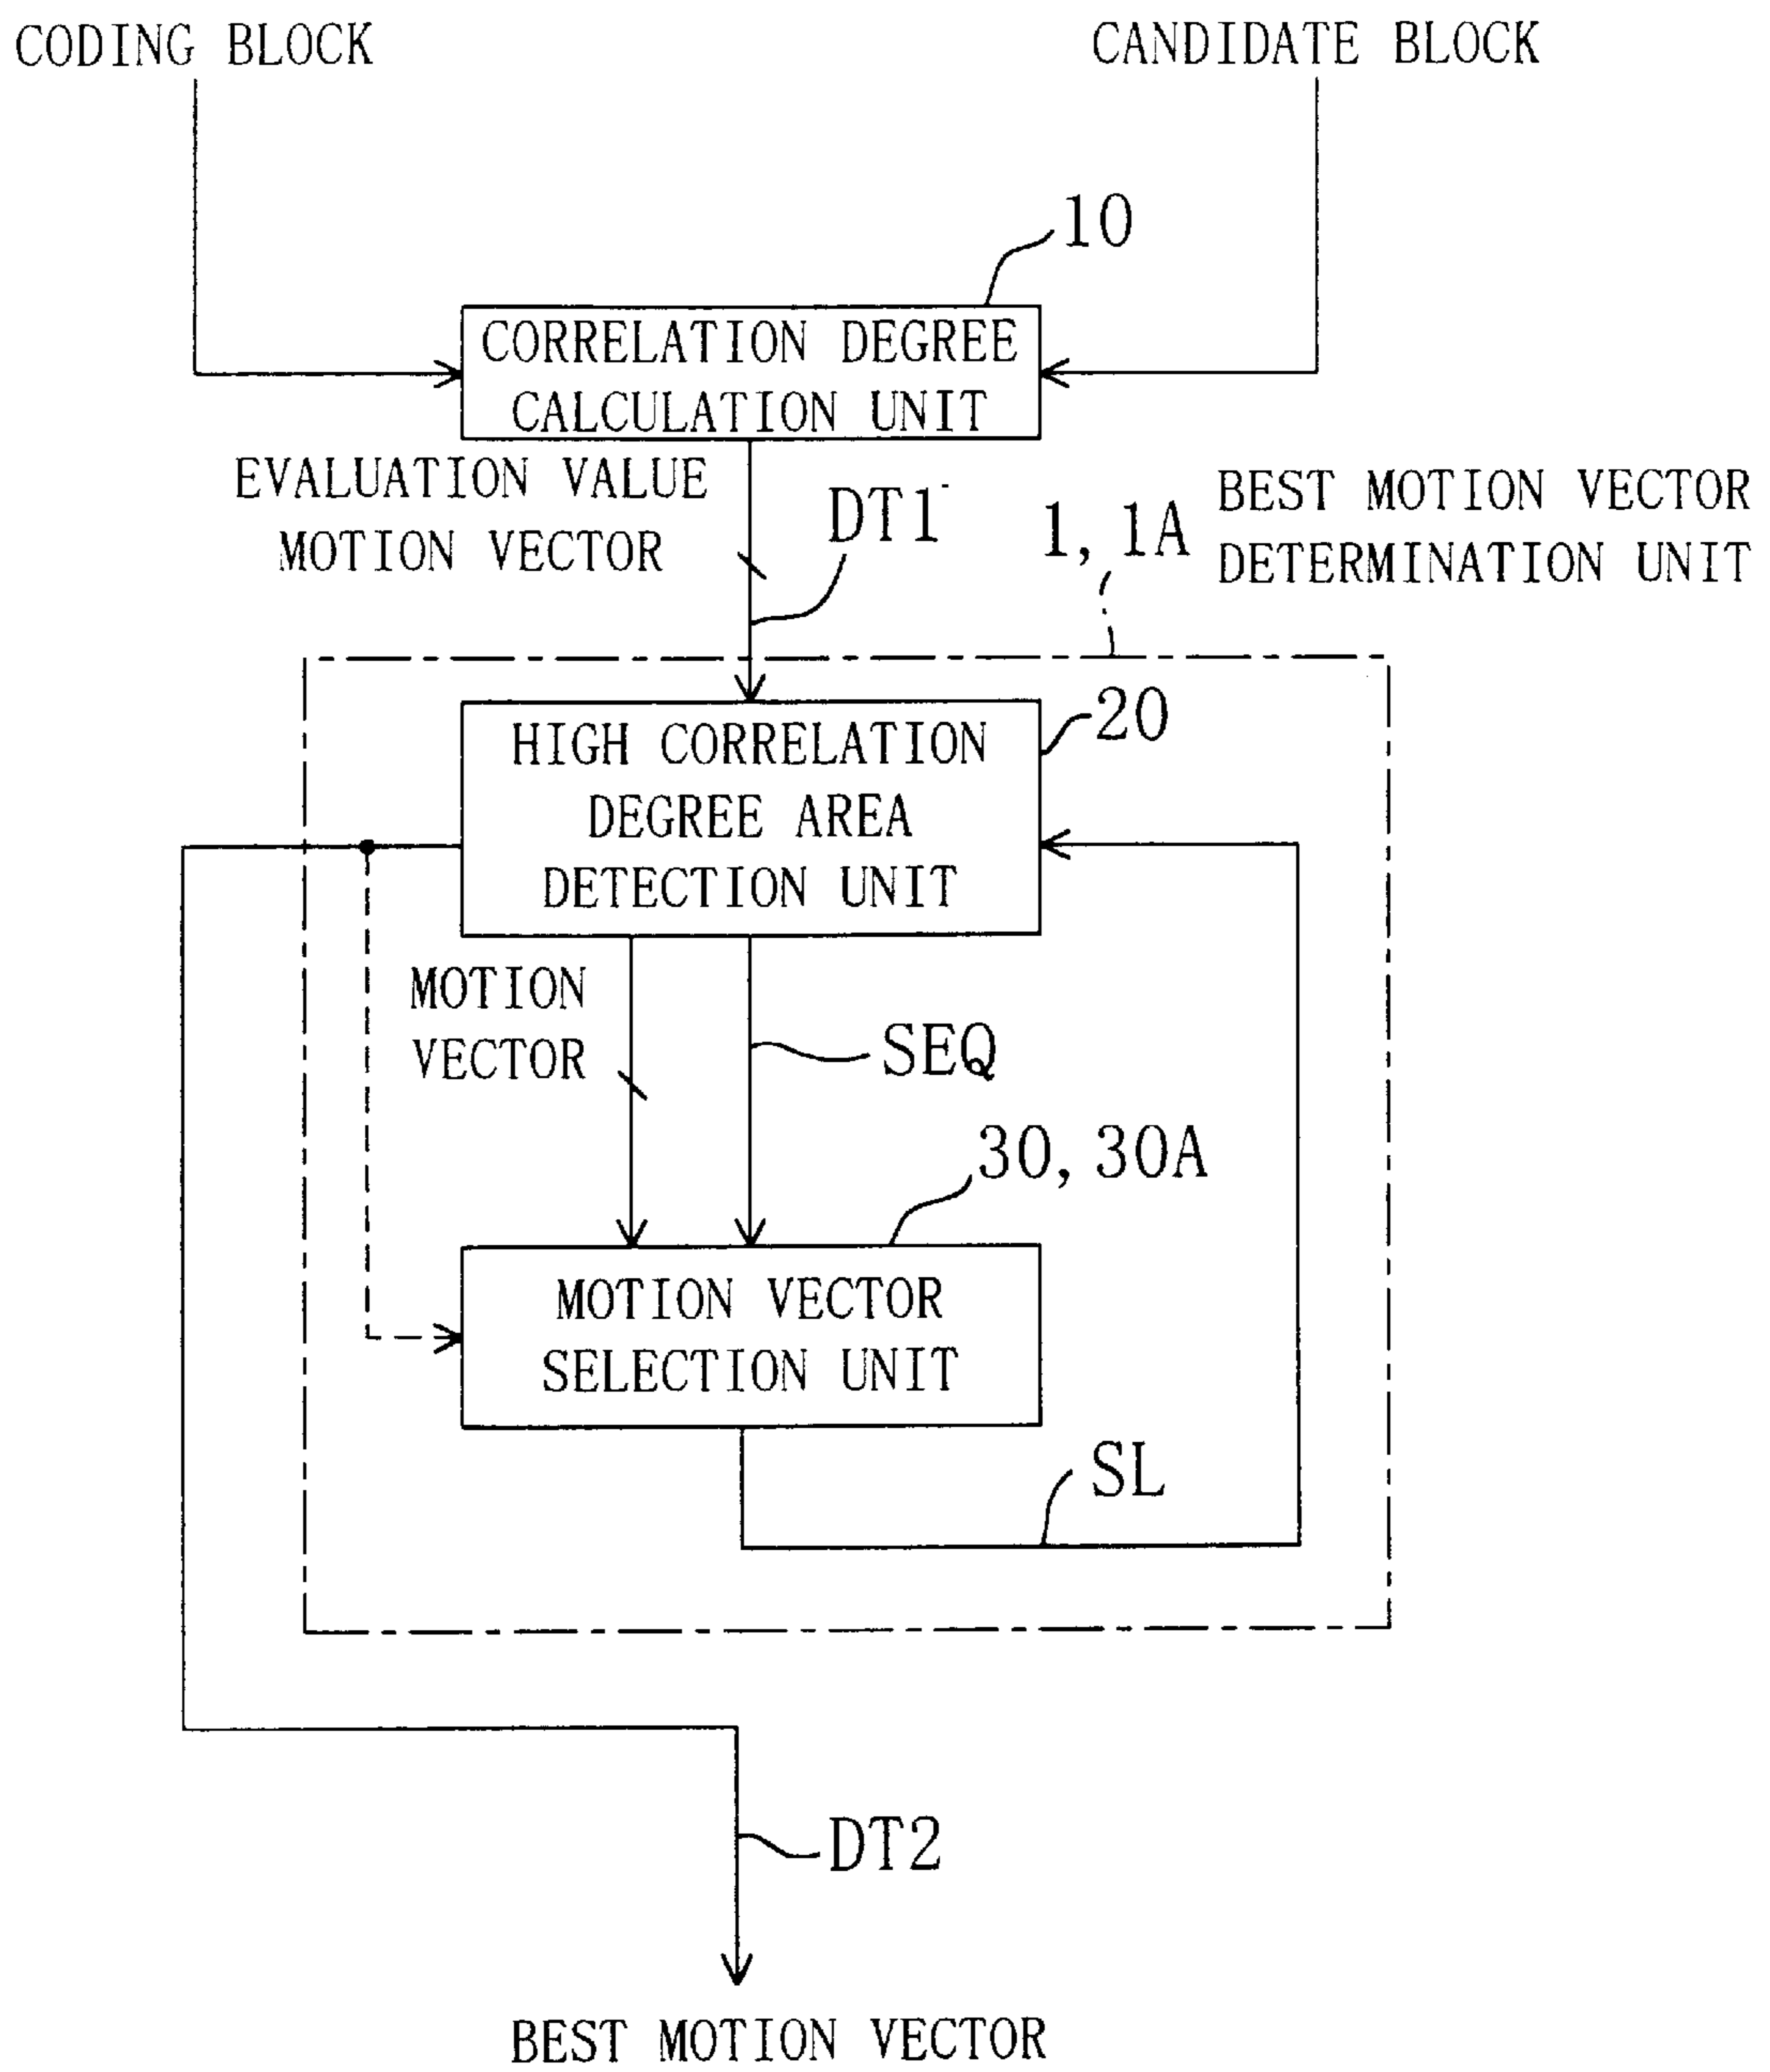 CODING BLOCK
CANDIDATE BLOCK
10
CORRELATION DEGREE
CALCULATION UNIT
EVALUATION VALUE
MOTION VECTOR
DT1
1, 1A
BEST MOTION VECTOR
DETERMINATION UNIT
20
HIGH CORRELATION
DEGREE AREA
DETECTION UNIT
MOTION
VECTOR
SEQ
30, 30A
MOTION VECTOR
SELECTION UNIT
SL
DT2
BEST MOTION VECTOR